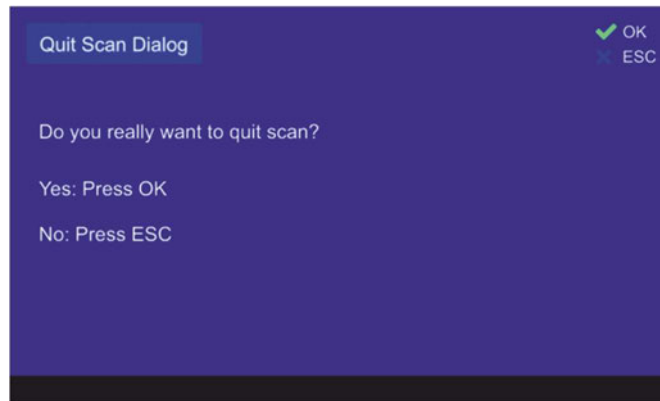 Quit Scan Dialog
OK
ESC
Do you really want to quit scan?
Yes: Press OK
No: Press ESC